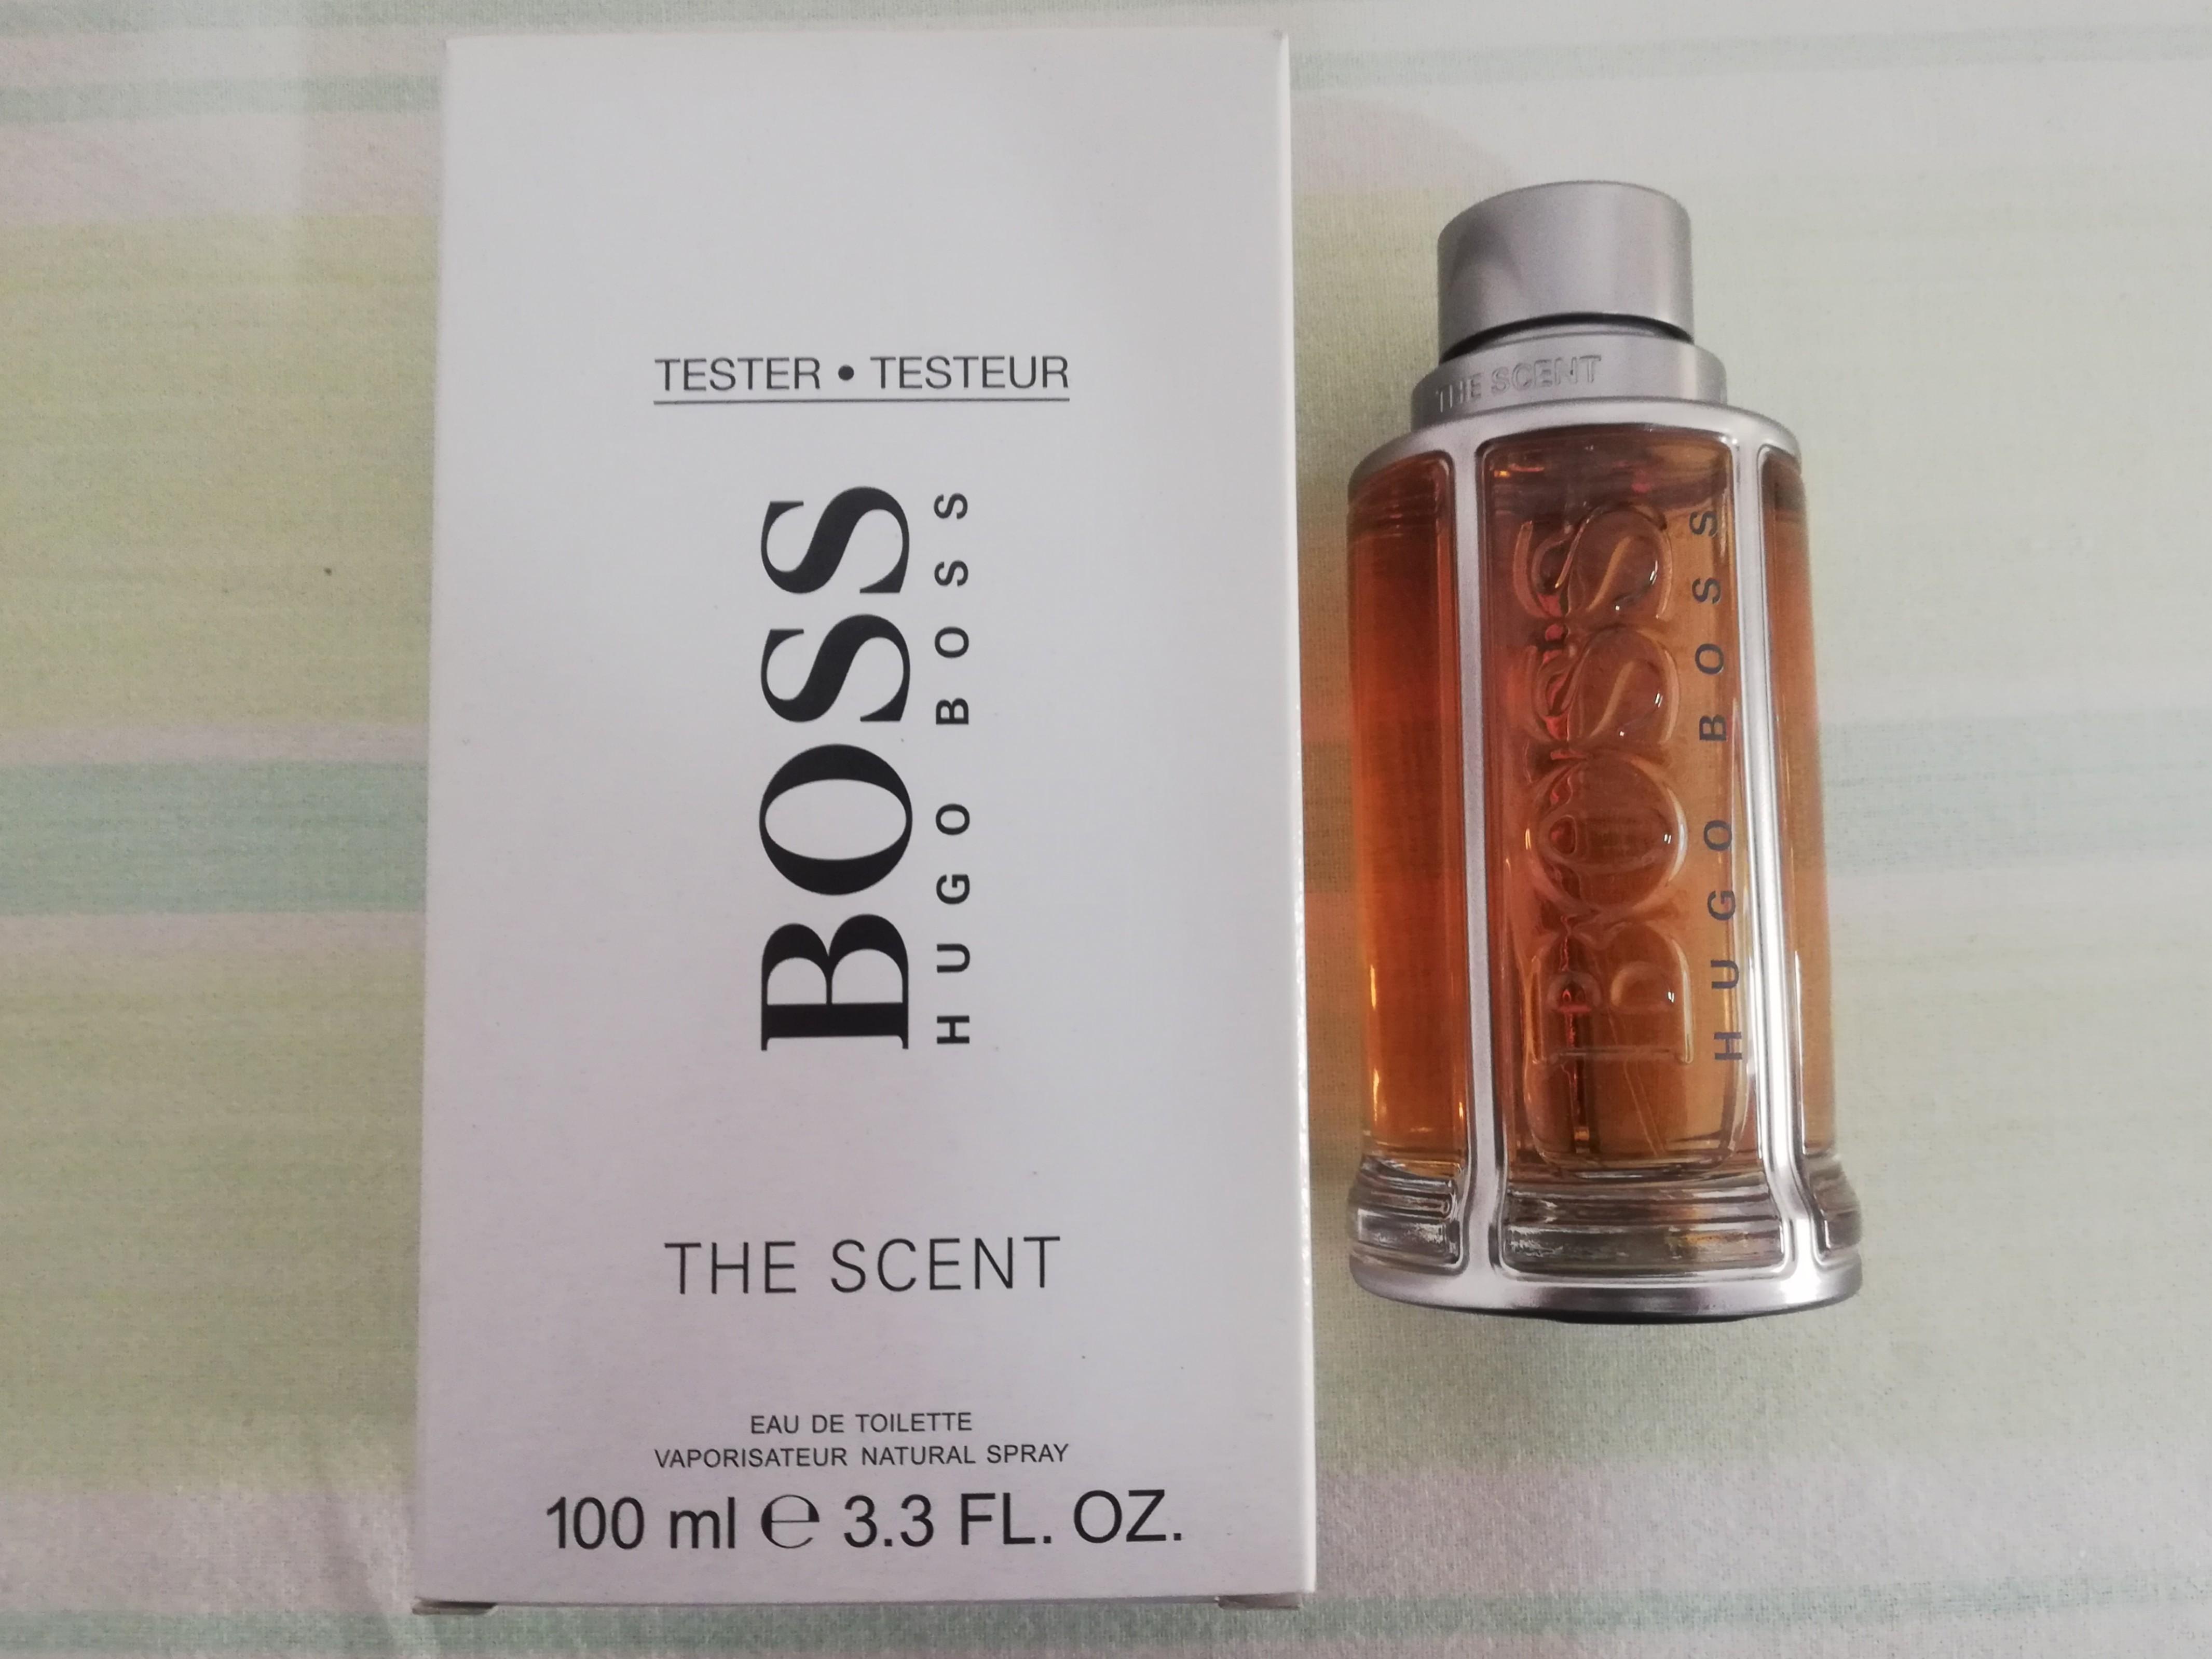 TESTER • TESTEUR
BOSS
HUGO BOSS
THE SCENT
EAU DE TOILETTE
VAPORISATEUR NATURAL SPRAY
100 ml ℮ 3.3 FL. OZ.
THE SCENT
BOSS
HUGO BOSS